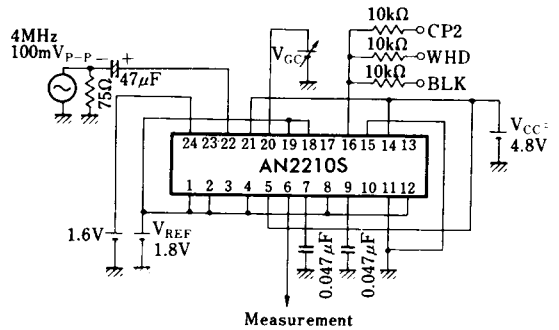 4MHz
100mVP-P
75Ω
- +
47μF
VGC
10kΩ
CP2
10kΩ
WHD
10kΩ
BLK
24 23 22 21 20 19 18 17 16 15 14 13
AN2210S
1 2 3 4 5 6 7 8 9 10 11 12
VCC=
4.8V
1.6V
VREF
1.8V
0.047μF
0.047μF
Measurement